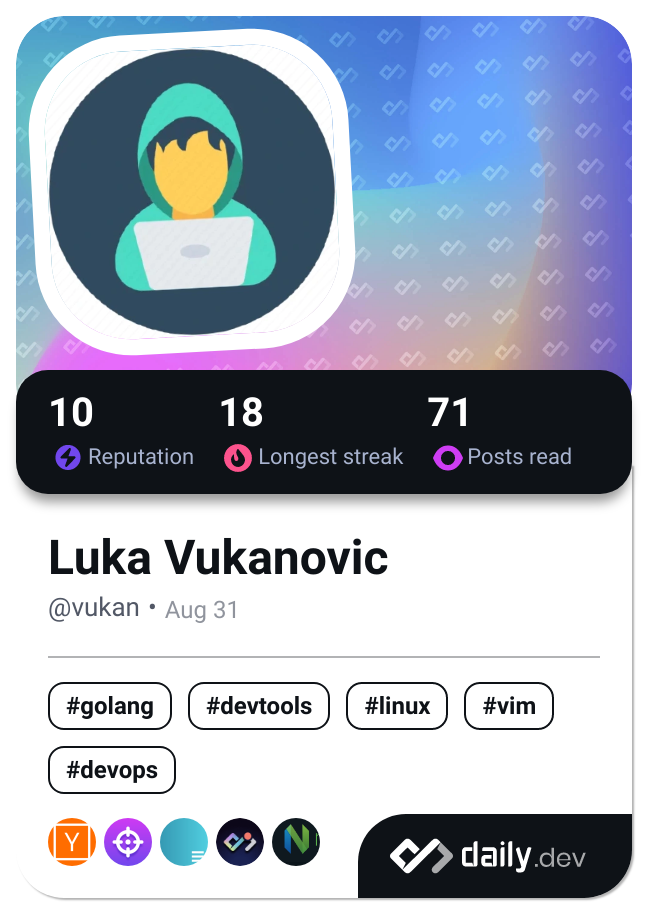 10 18 71
Reputation Longest streak Posts read
Luka Vukanovic
@vukan • Aug 31
#golang #devtools #linux #vim
#devops
Y N
daily.dev